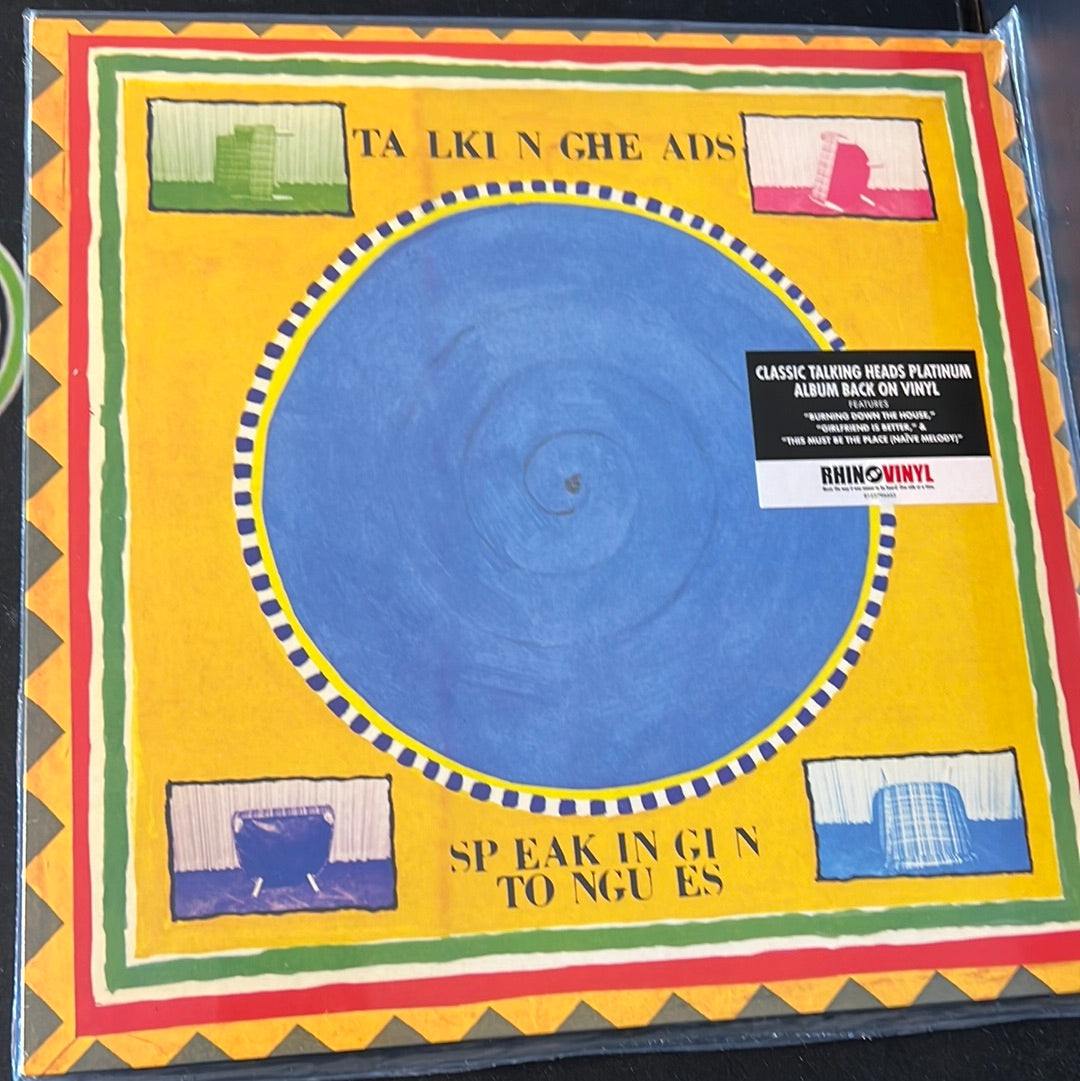 TA LKI N GHE ADS
CLASSIC TALKING HEADS PLATINUM
ALBUM BACK ON VINYL
FEATURES
"BURNING DOWN THE HOUSE,"
"GIRLFRIEND IS BETTER," &
"THIS MUST BE THE PLACE (NAÏVE MELODY)"
RHINO VINYL
SP EAK IN GI N
TO NGU ES